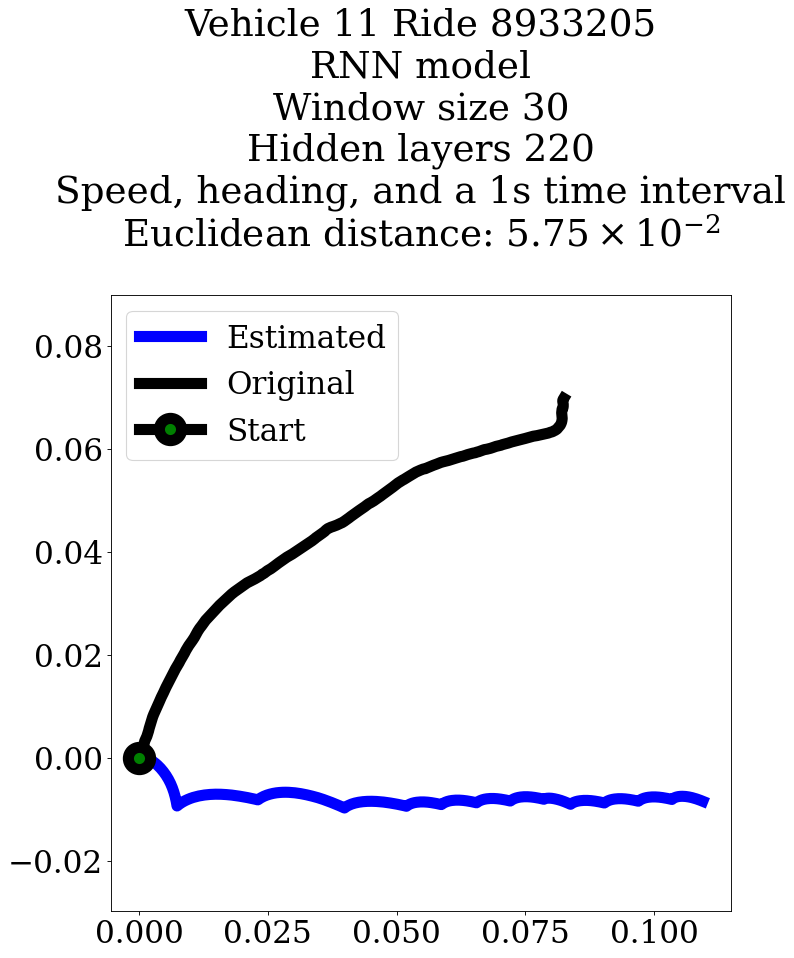 Vehicle 11 Ride 8933205
RNN model
Window size 30
Hidden layers 220
Speed, heading, and a 1s time interval
Euclidean distance: 5.75 × 10⁻²
Estimated
Original
Start
0.08
0.06
0.04
0.02
0.00
−0.02
0.000 0.025 0.050 0.075 0.100